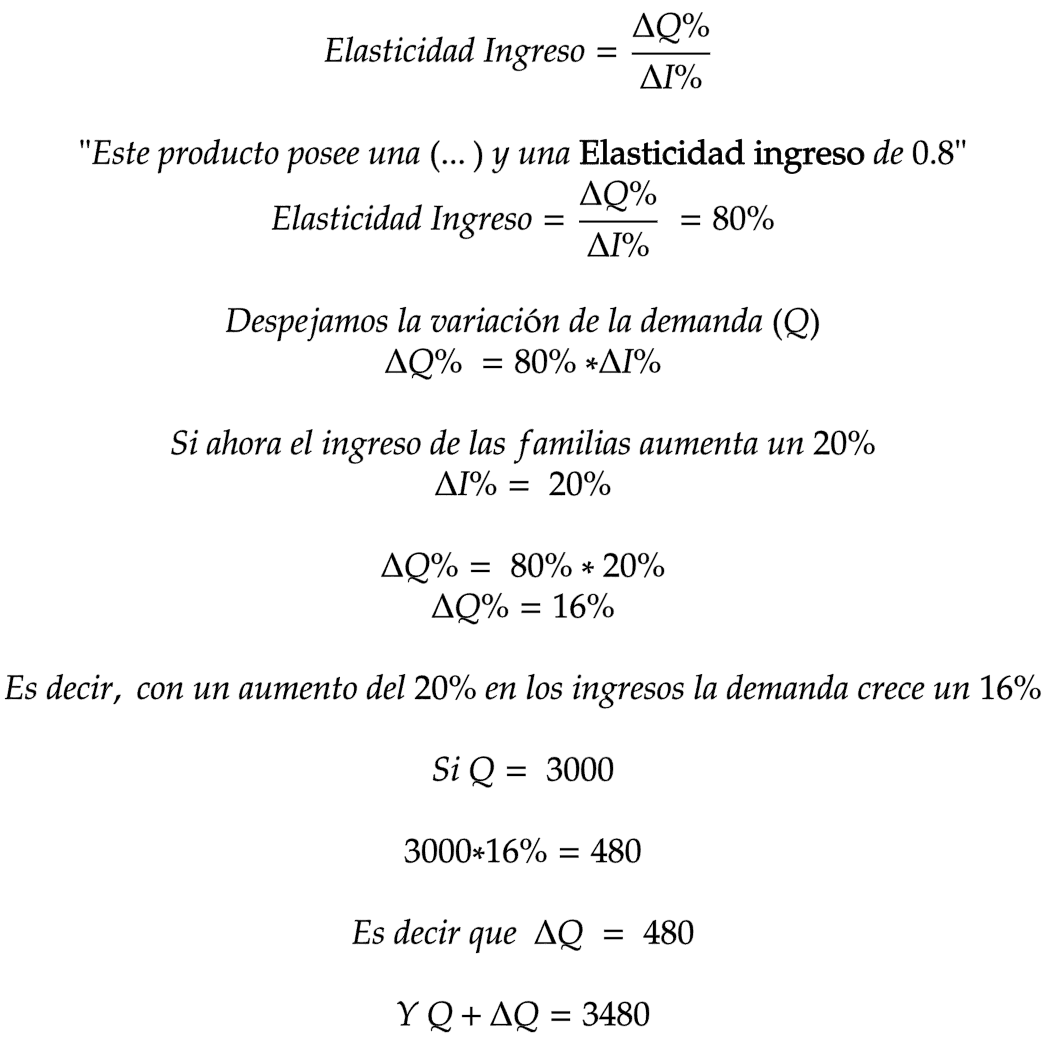 Elasticidad Ingreso = ΔQ% / ΔI%
"Este producto posee una (... ) y una Elasticidad ingreso de 0.8"
Elasticidad Ingreso = ΔQ% / ΔI% = 80%
Despejamos la variación de la demanda (Q)
ΔQ% = 80% *ΔI%
Si ahora el ingreso de las familias aumenta un 20%
ΔI% = 20%
ΔQ% = 80% * 20%
ΔQ% = 16%
Es decir, con un aumento del 20% en los ingresos la demanda crece un 16%
Si Q = 3000
3000*16% = 480
Es decir que ΔQ = 480
Y Q + ΔQ = 3480